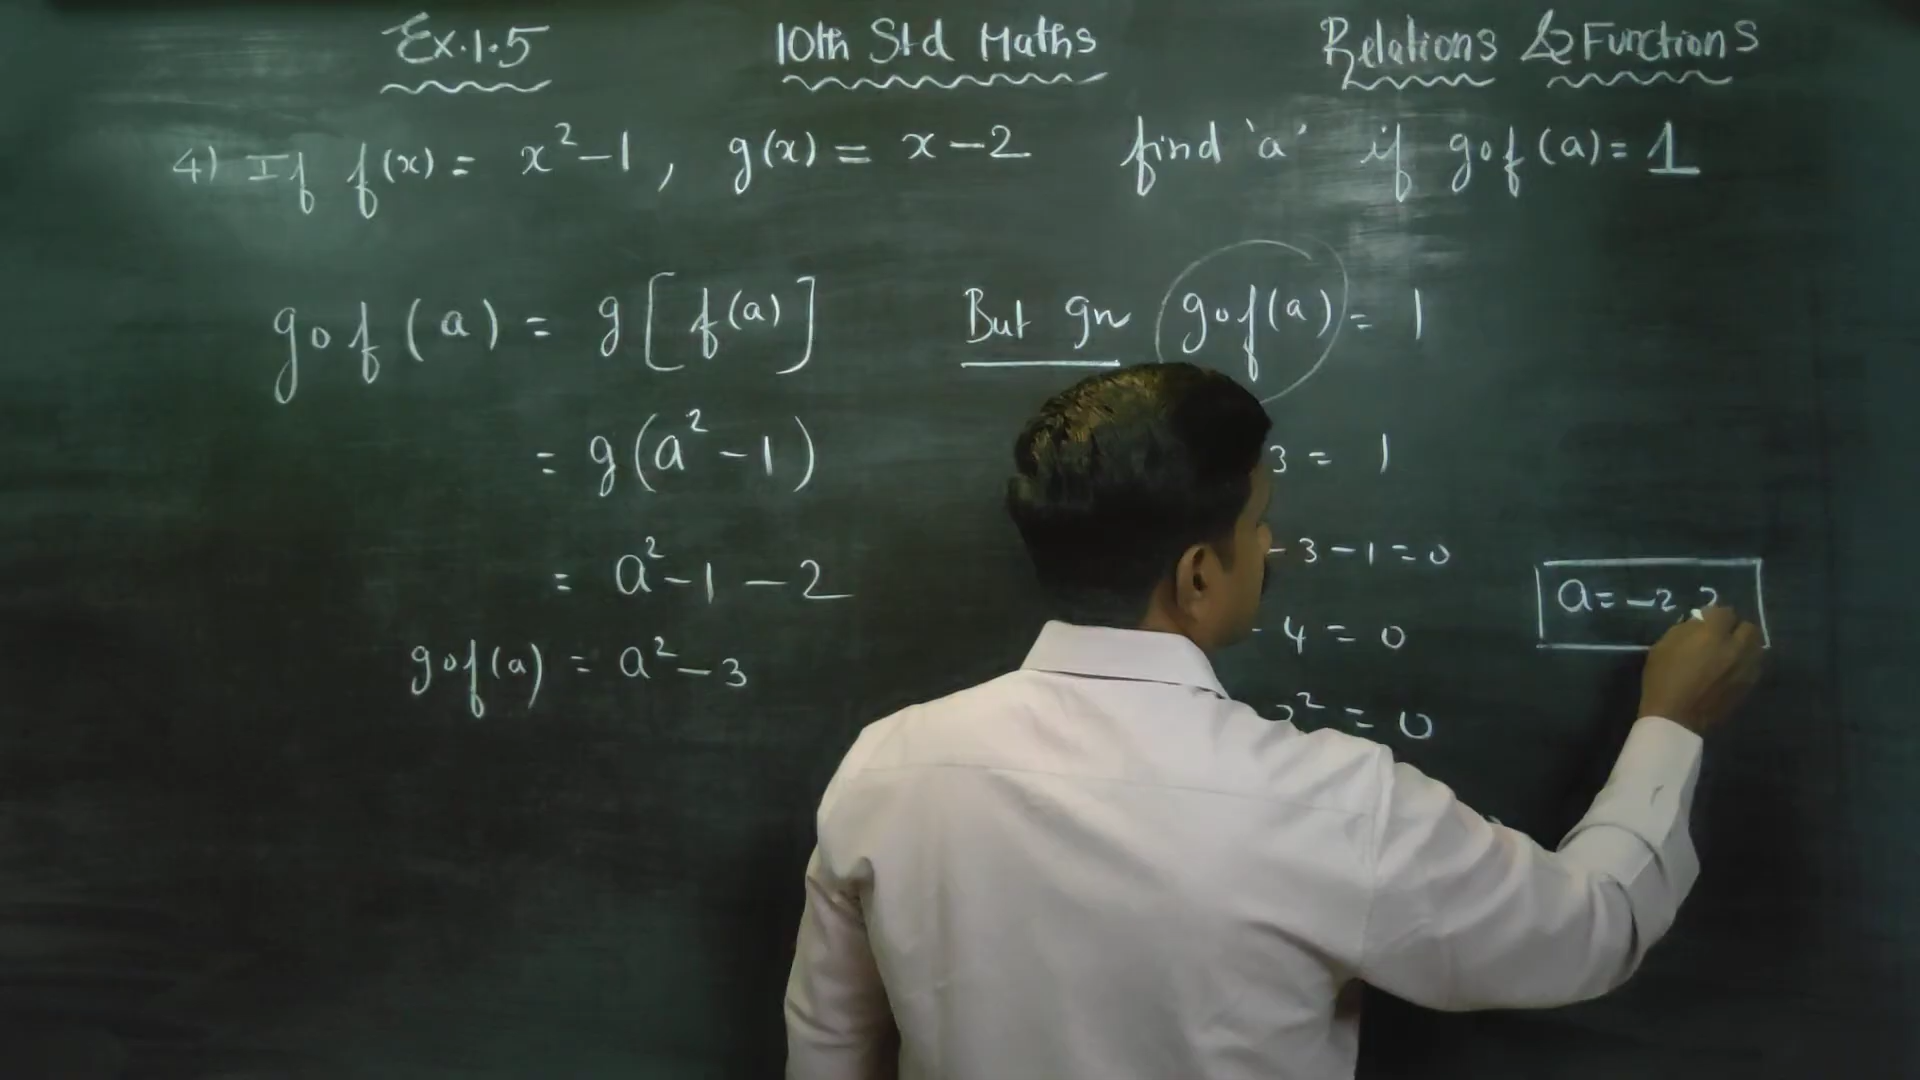 Ex.1.5 10th Std Maths Relations & Functions
4) If f(x) = x²-1, g(x) = x-2 find 'a' if gof(a)=1
gof(a) = g[f(a)]
= g(a²-1)
= a²-1-2
gof(a) = a²-3
But gn gof(a) = 1
3 = 1
-3-1=0
-4=0
² = 0
a=-2,2